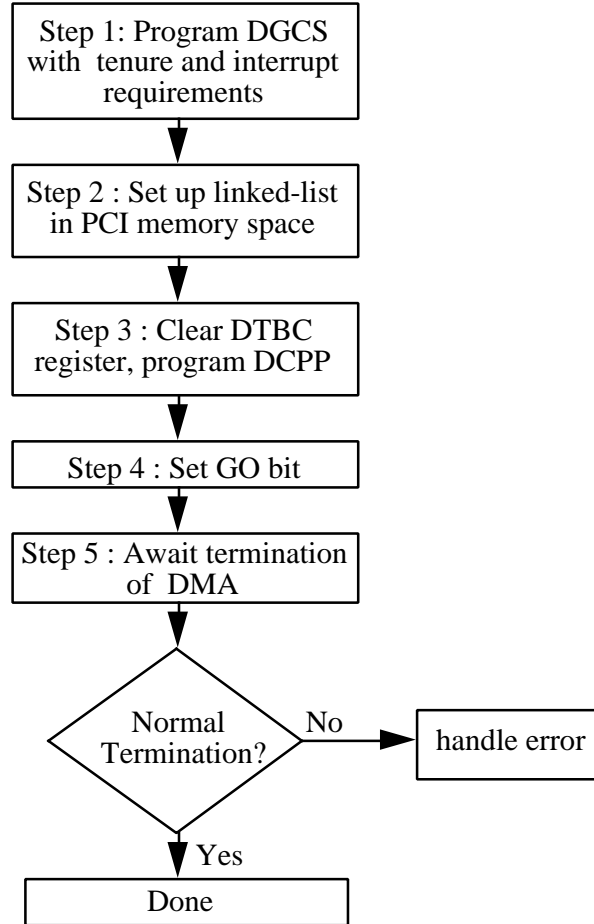 Step 1: Program DGCS
with tenure and interrupt
requirements
Step 2 : Set up linked-list
in PCI memory space
Step 3 : Clear DTBC
register, program DCPP
Step 4 : Set GO bit
Step 5 : Await termination
of DMA
Normal
Termination?
No
handle error
Yes
Done